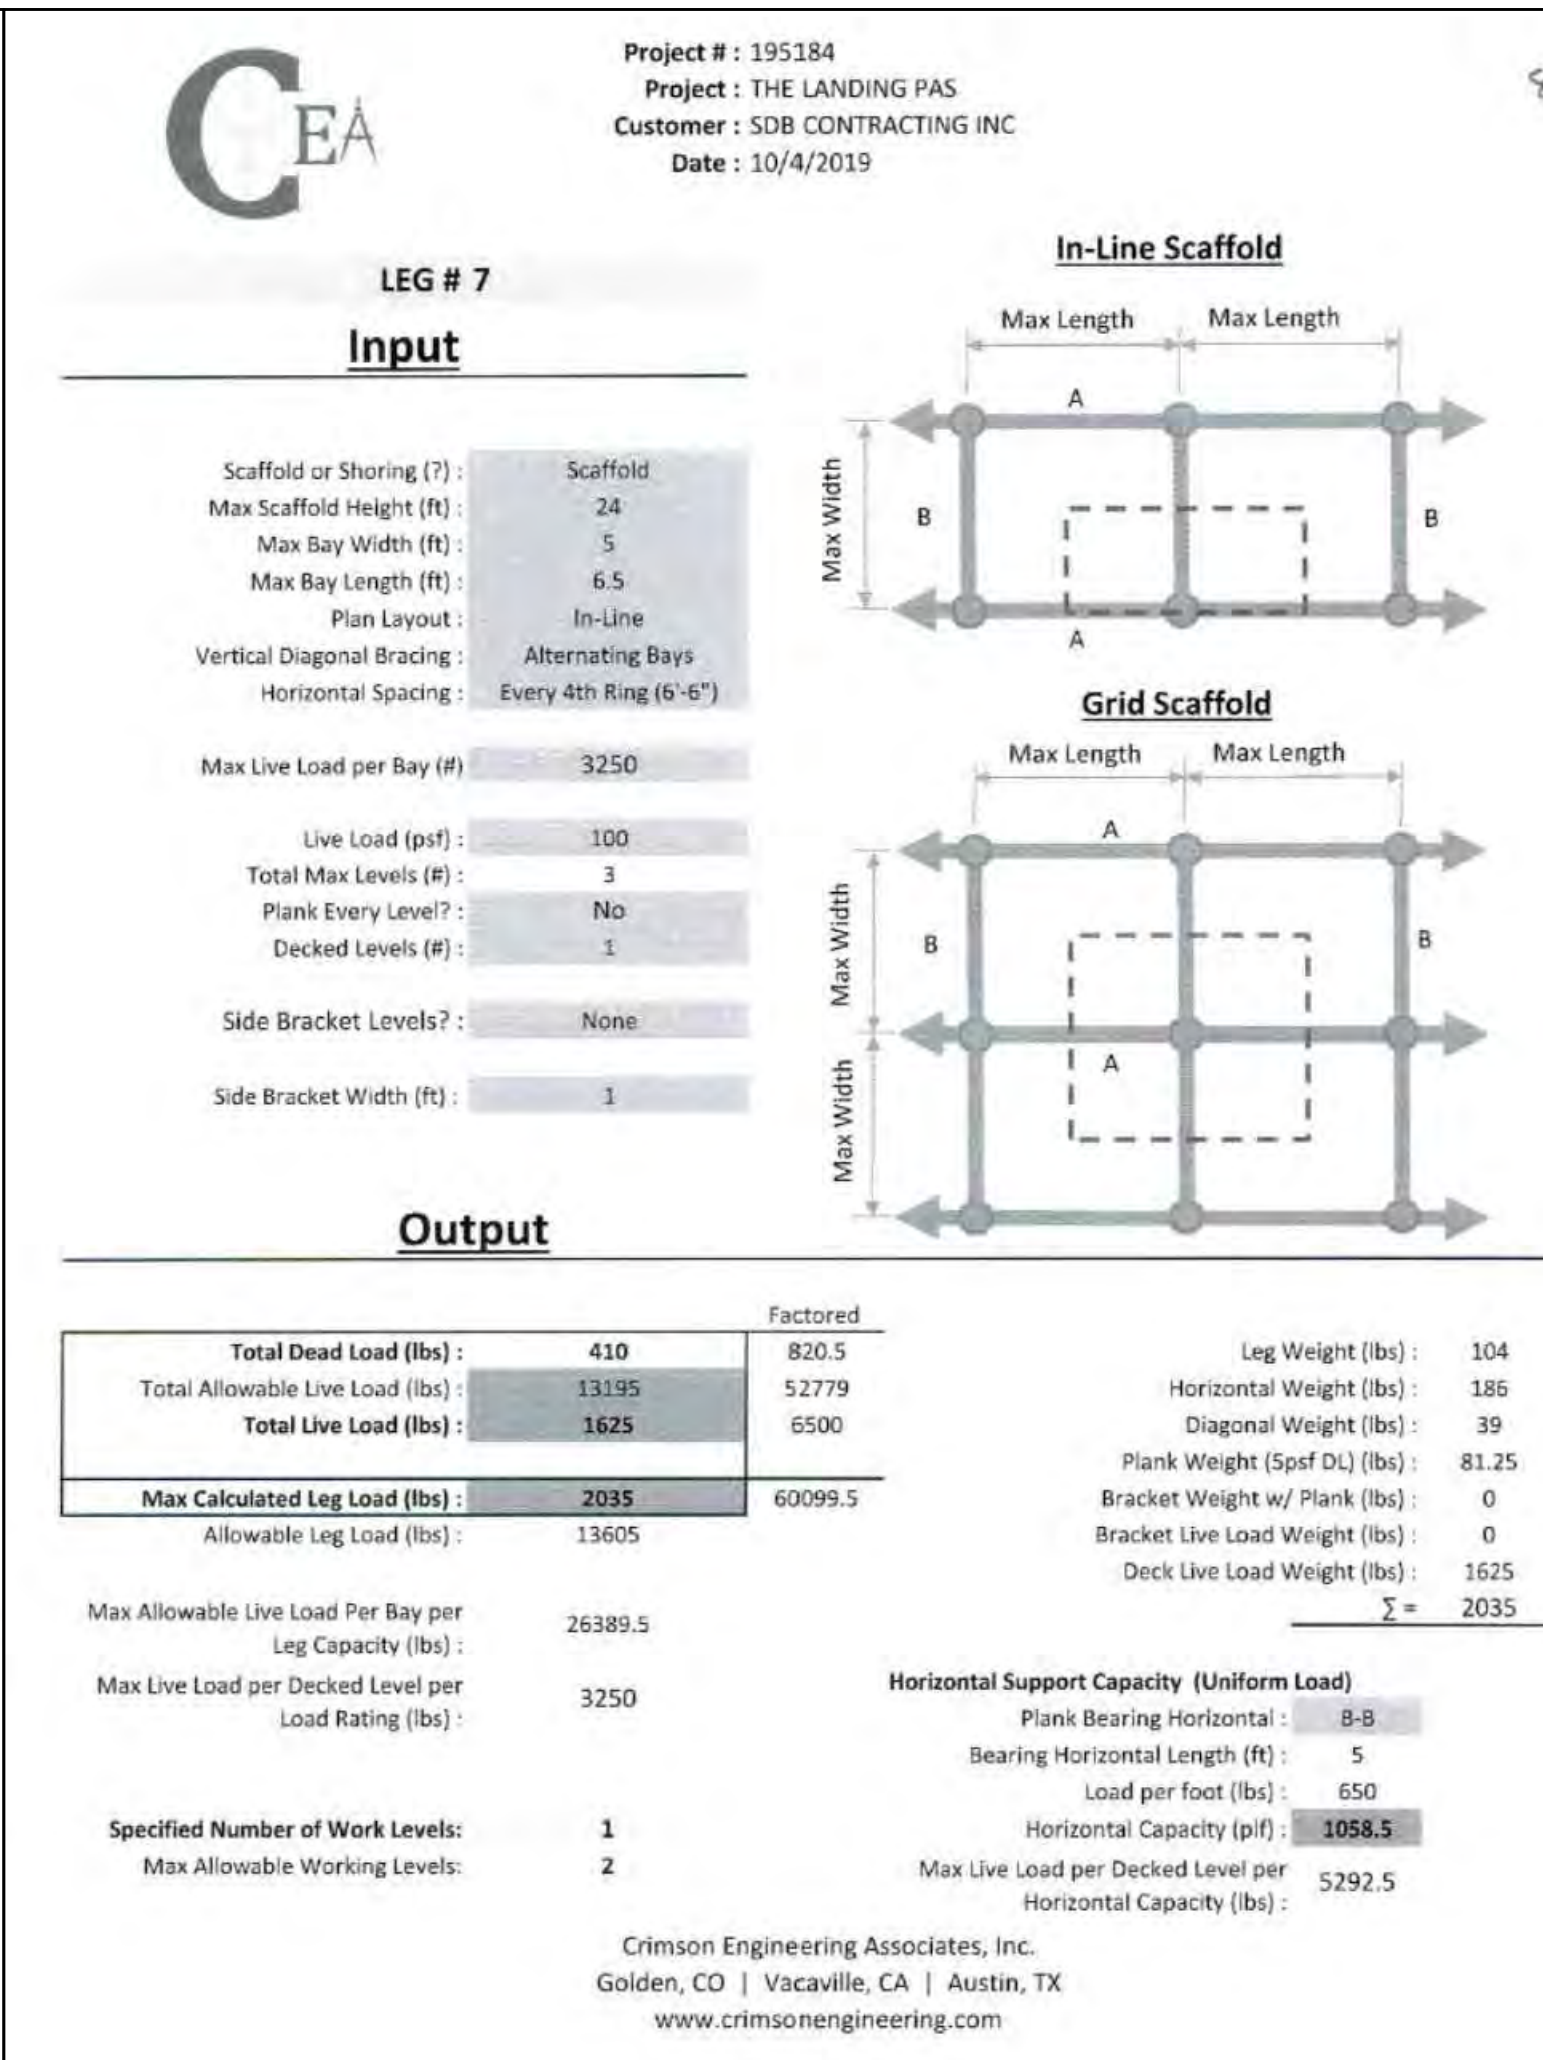 CEA
Project # : 195184
Project : THE LANDING PAS
Customer : SDB CONTRACTING INC
Date : 10/4/2019
LEG # 7
Input
Scaffold or Shoring (?) : Scaffold
Max Scaffold Height (ft) : 24
Max Bay Width (ft) : 5
Max Bay Length (ft) : 6.5
Plan Layout : In-Line
Vertical Diagonal Bracing : Alternating Bays
Horizontal Spacing : Every 4th Ring (6'-6")
Max Live Load per Bay (#) 3250
Live Load (psf) : 100
Total Max Levels (#) : 3
Plank Every Level? : No
Decked Levels (#) : 1
Side Bracket Levels? : None
Side Bracket Width (ft) : 1
In-Line Scaffold
Max Length Max Length
A
Max Width
B B
A
Grid Scaffold
Max Length Max Length
A
Max Width
B B
A
Max Width
Output
Factored
Total Dead Load (lbs) : 410 820.5
Total Allowable Live Load (lbs) : 13195 52779
Total Live Load (lbs) : 1625 6500
Max Calculated Leg Load (lbs) : 2035 60099.5
Allowable Leg Load (lbs) : 13605
Max Allowable Live Load Per Bay per
Leg Capacity (lbs) : 26389.5
Max Live Load per Decked Level per
Load Rating (lbs) : 3250
Specified Number of Work Levels: 1
Max Allowable Working Levels: 2
Leg Weight (lbs) : 104
Horizontal Weight (lbs) : 186
Diagonal Weight (lbs) : 39
Plank Weight (5psf DL) (lbs) : 81.25
Bracket Weight w/ Plank (lbs) : 0
Bracket Live Load Weight (lbs) : 0
Deck Live Load Weight (lbs) : 1625
∑ = 2035
Horizontal Support Capacity (Uniform Load)
Plank Bearing Horizontal : B-B
Bearing Horizontal Length (ft) : 5
Load per foot (lbs) : 650
Horizontal Capacity (plf) : 1058.5
Max Live Load per Decked Level per
Horizontal Capacity (lbs) : 5292.5
Crimson Engineering Associates, Inc.
Golden, CO | Vacaville, CA | Austin, TX
www.crimsonengineering.com